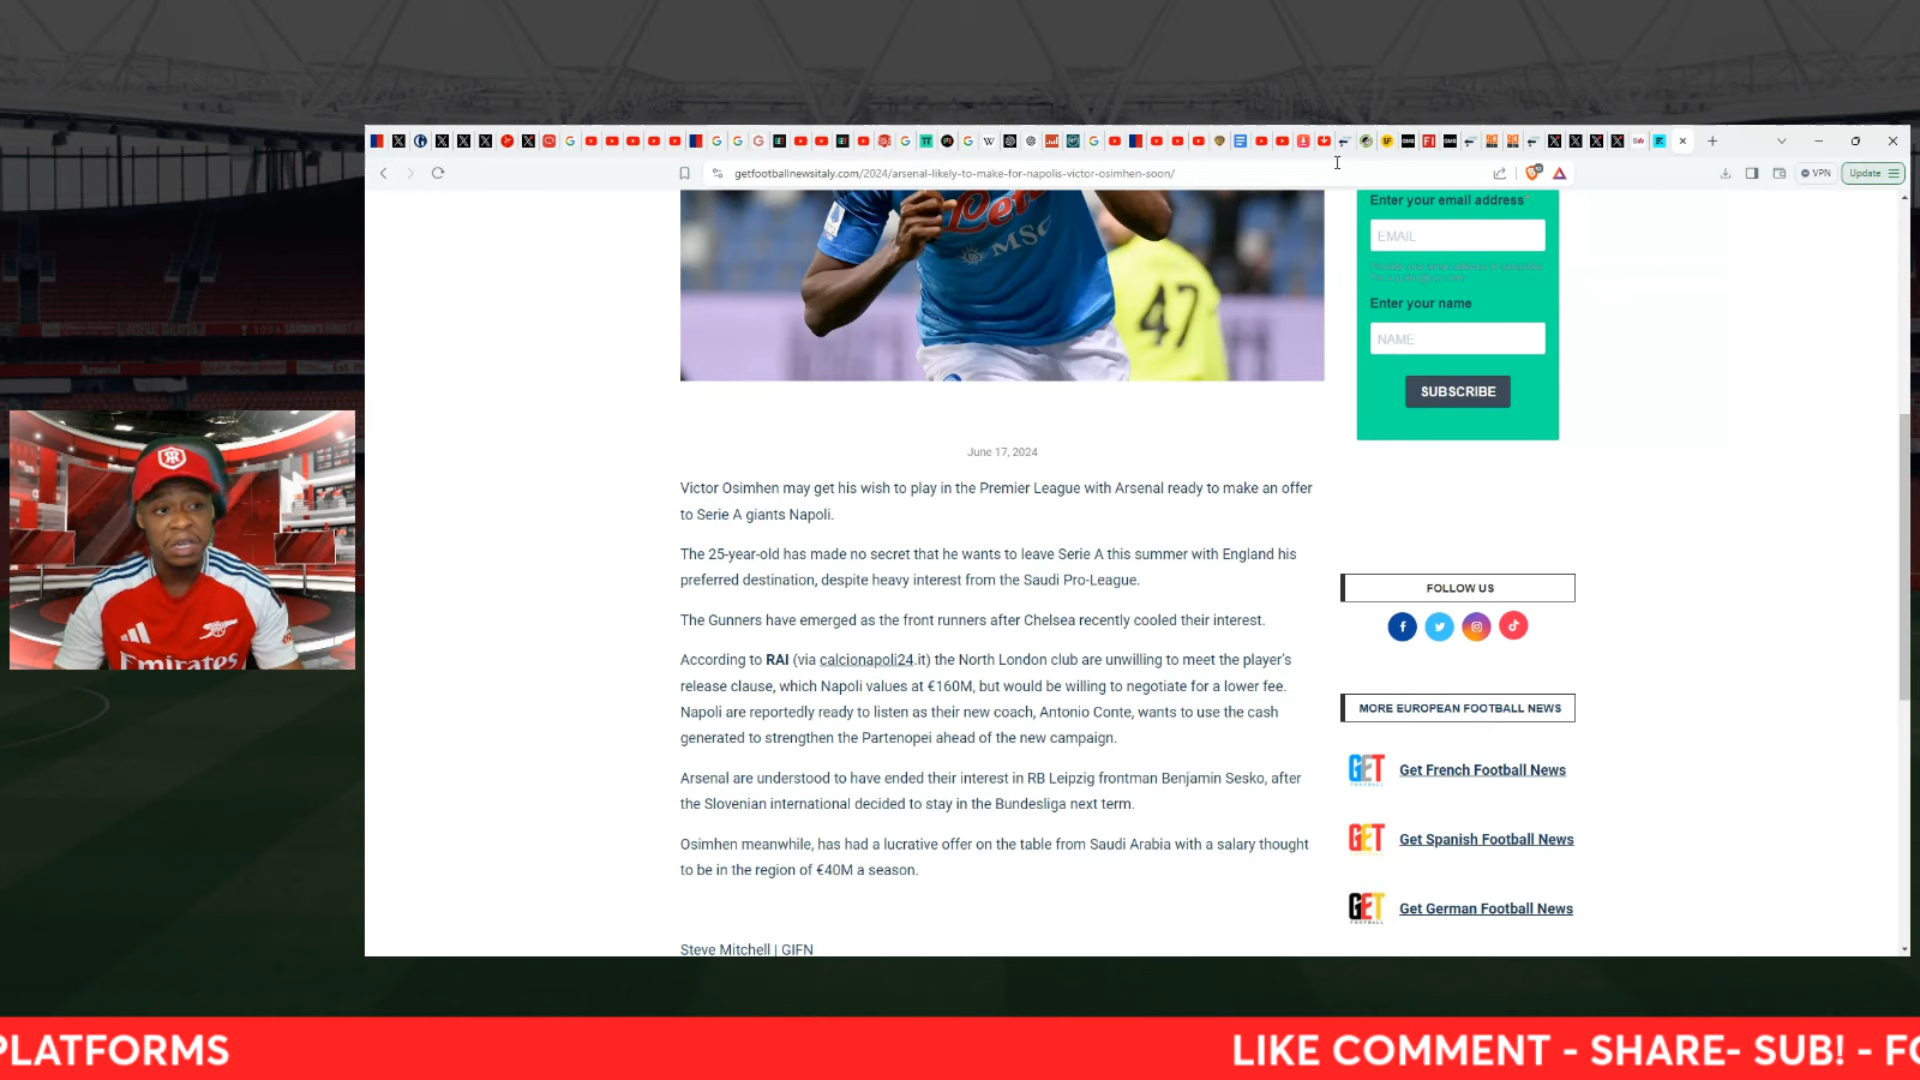 getfootballnewsitaly.com/2024/arsenal-likely-to-make-for-napolis-victor-osimhen-soon/
VPN
Update
Lete
MSC
47
Enter your email address
EMAIL
Enter your name
NAME
SUBSCRIBE
June 17, 2024
Victor Osimhen may get his wish to play in the Premier League with Arsenal ready to make an offer
to Serie A giants Napoli.
The 25-year-old has made no secret that he wants to leave Serie A this summer with England his
preferred destination, despite heavy interest from the Saudi Pro-League.
The Gunners have emerged as the front runners after Chelsea recently cooled their interest.
According to RAI (via calcionapoli24.it) the North London club are unwilling to meet the player's
release clause, which Napoli values at €160M, but would be willing to negotiate for a lower fee.
Napoli are reportedly ready to listen as their new coach, Antonio Conte, wants to use the cash
generated to strengthen the Partenopei ahead of the new campaign.
Arsenal are understood to have ended their interest in RB Leipzig frontman Benjamin Sesko, after
the Slovenian international decided to stay in the Bundesliga next term.
Osimhen meanwhile, has had a lucrative offer on the table from Saudi Arabia with a salary thought
to be in the region of €40M a season.
Steve Mitchell | GIFN
FOLLOW US
MORE EUROPEAN FOOTBALL NEWS
GET
FOOTBALL
Get French Football News
GET
FOOTBALL
Get Spanish Football News
GET
FOOTBALL
Get German Football News
Arsenal
Emirates
PLATFORMS
LIKE COMMENT - SHARE- SUB! - FO